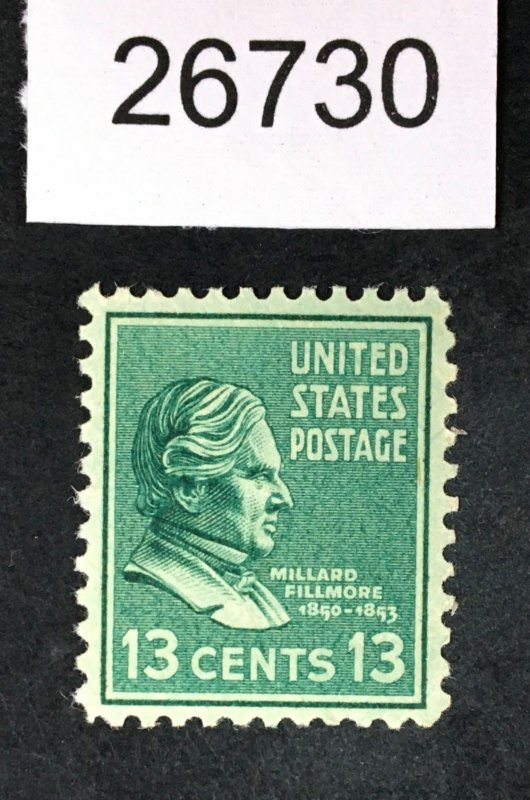 26730
UNITED
STATES
POSTAGE
MILLARD
FILLMORE
1850-1853
13 CENTS 13